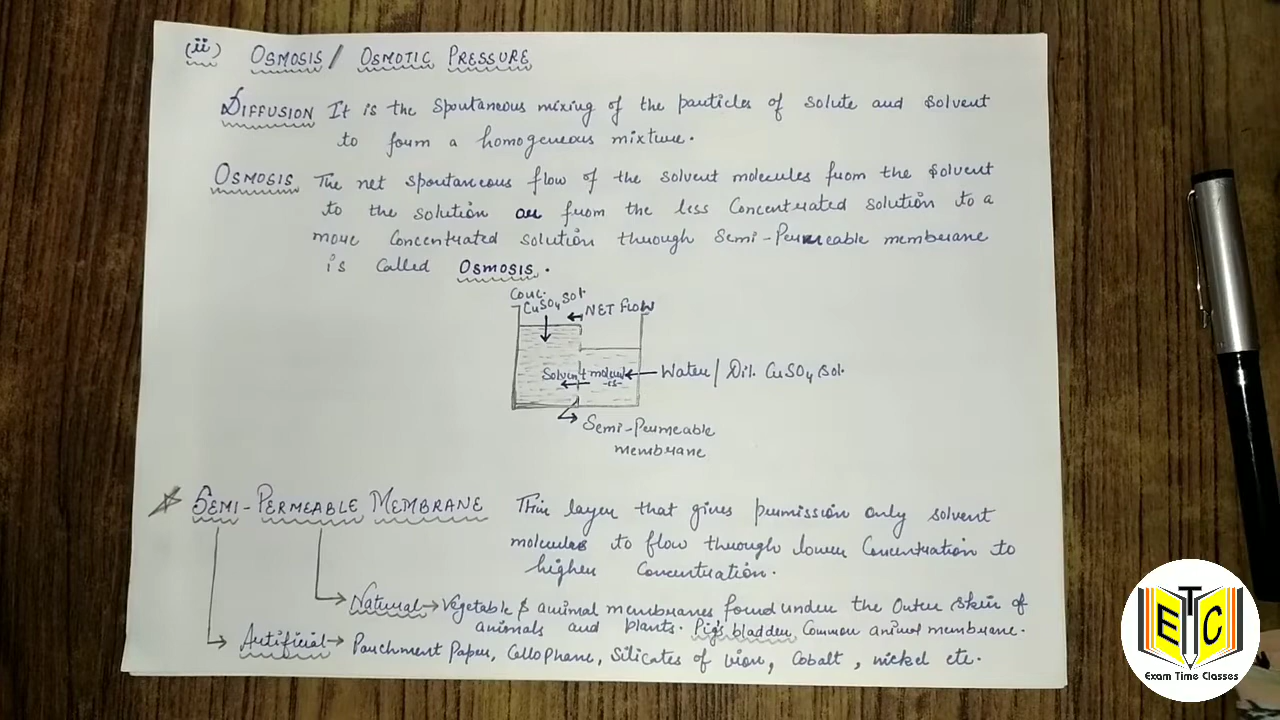 (ii) OSMOSIS / OSMOTIC PRESSURE
DIFFUSION It is the spontaneous mixing of the particles of solute and solvent
to form a homogeneous mixture.
OSMOSIS The net spontaneous flow of the solvent molecules from the solvent
to the solution or from the less concentrated solution to a
more concentrated solution through semi-Permeable membrane
is called OSMOSIS.
Conc.
CuSO4 sol.
NET FLOW
Solvent molecules
Water / Dil. CuSO4 sol.
Semi-Permeable
membrane
SEMI-PERMEABLE MEMBRANE Thin layer that gives permission only solvent
molecules to flow through lower concentration to
higher concentration.
Natural → Vegetable & animal membranes found under the outer skin of
animals and plants. Pig's bladder, Common animal membrane.
Artificial → Parchment Paper, Cellophane, Silicates of iron, Cobalt, nickel etc.
ETC
Exam Time Classes